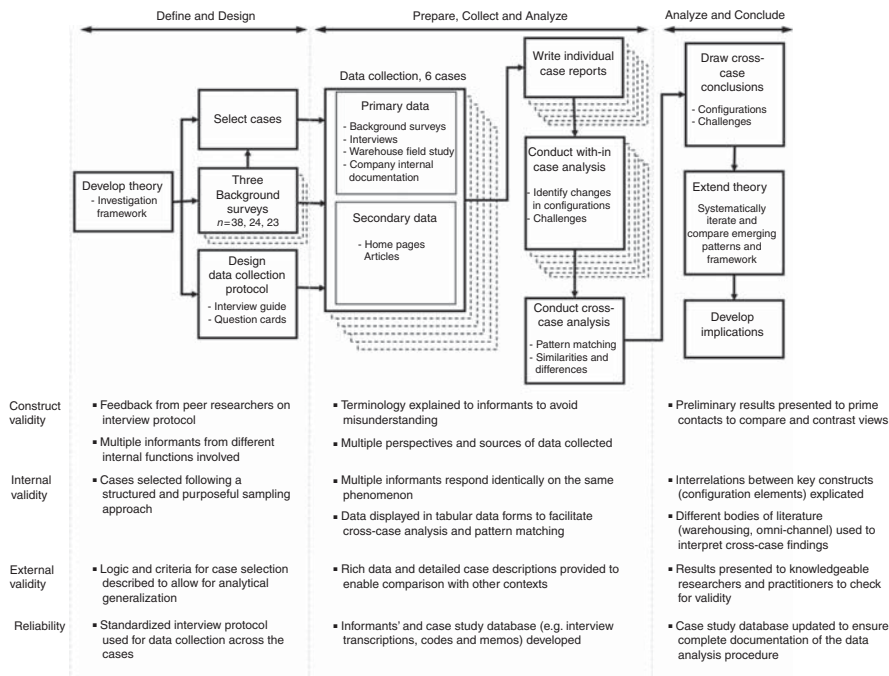 Define and Design
Prepare, Collect and Analyze
Analyze and Conclude
Develop theory
- Investigation
framework
Select cases
Three
Background
surveys
n=38, 24, 23
Design
data collection
protocol
- Interview guide
- Question cards
Data collection, 6 cases
Primary data
- Background surveys
- Interviews
- Warehouse field study
- Company internal
documentation
Secondary data
- Home pages
Articles
Write individual
case reports
Conduct with-in
case analysis
- Identify changes
in configurations
- Challenges
Conduct cross-
case analysis
- Pattern matching
- Similarities and
differences
Draw cross-
case
conclusions
- Configurations
- Challenges
Extend theory
Systematically
iterate and
compare emerging
patterns and
framework
Develop
implications
Construct
validity
▪ Feedback from peer researchers on
interview protocol
▪ Multiple informants from different
internal functions involved
▪ Terminology explained to informants to avoid
misunderstanding
▪ Multiple perspectives and sources of data collected
▪ Preliminary results presented to prime
contacts to compare and contrast views
Internal
validity
▪ Cases selected following a
structured and purposeful sampling
approach
▪ Multiple informants respond identically on the same
phenomenon
▪ Data displayed in tabular data forms to facilitate
cross-case analysis and pattern matching
▪ Interrelations between key constructs
(configuration elements) explicated
▪ Different bodies of literature
(warehousing, omni-channel) used to
interpret cross-case findings
External
validity
▪ Logic and criteria for case selection
described to allow for analytical
generalization
▪ Rich data and detailed case descriptions provided to
enable comparison with other contexts
▪ Results presented to knowledgeable
researchers and practitioners to check
for validity
Reliability
▪ Standardized interview protocol
used for data collection across the
cases
▪ Informants' and case study database (e.g. interview
transcriptions, codes and memos) developed
▪ Case study database updated to ensure
complete documentation of the data
analysis procedure